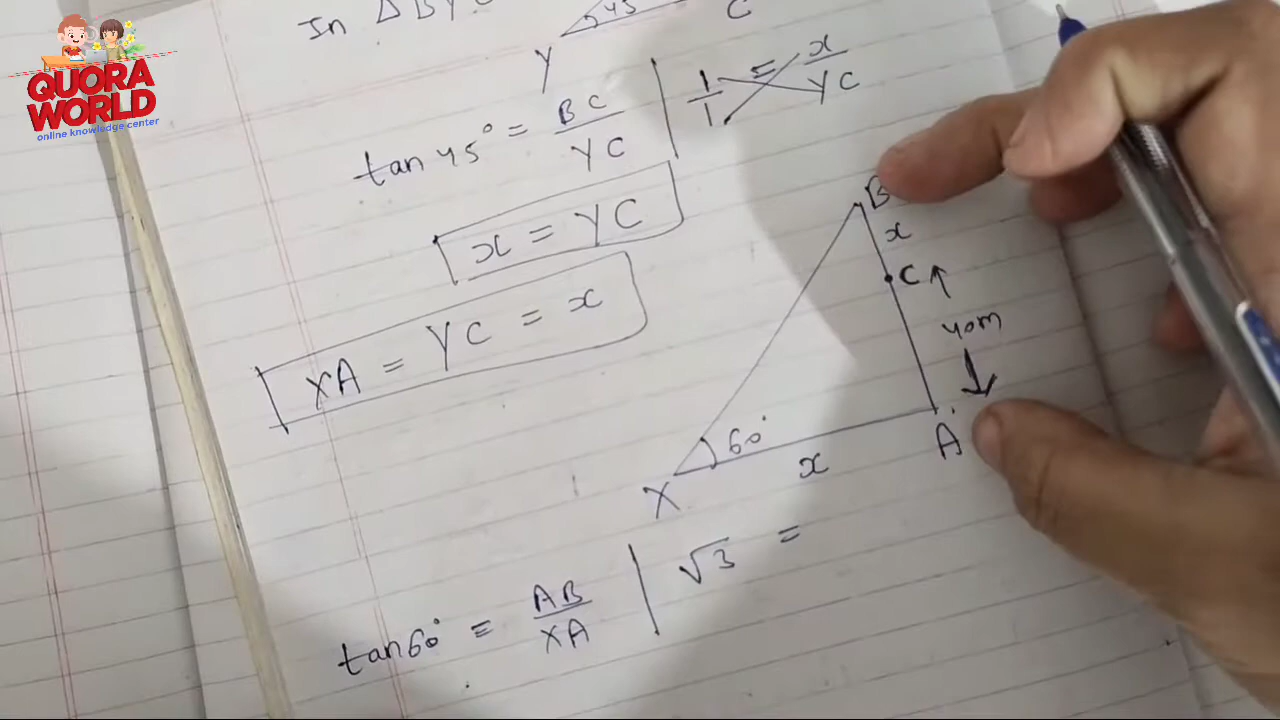 In △BYC
45
C
Y
QUORA
WORLD
online knowledge center
tan 45° = BC/YC | 1/1 = x/YC
x = YC
XA = YC = x
B
x
C ↑
40m
↓
60°
x
A
X
tan 60° = AB/XA | √3 =